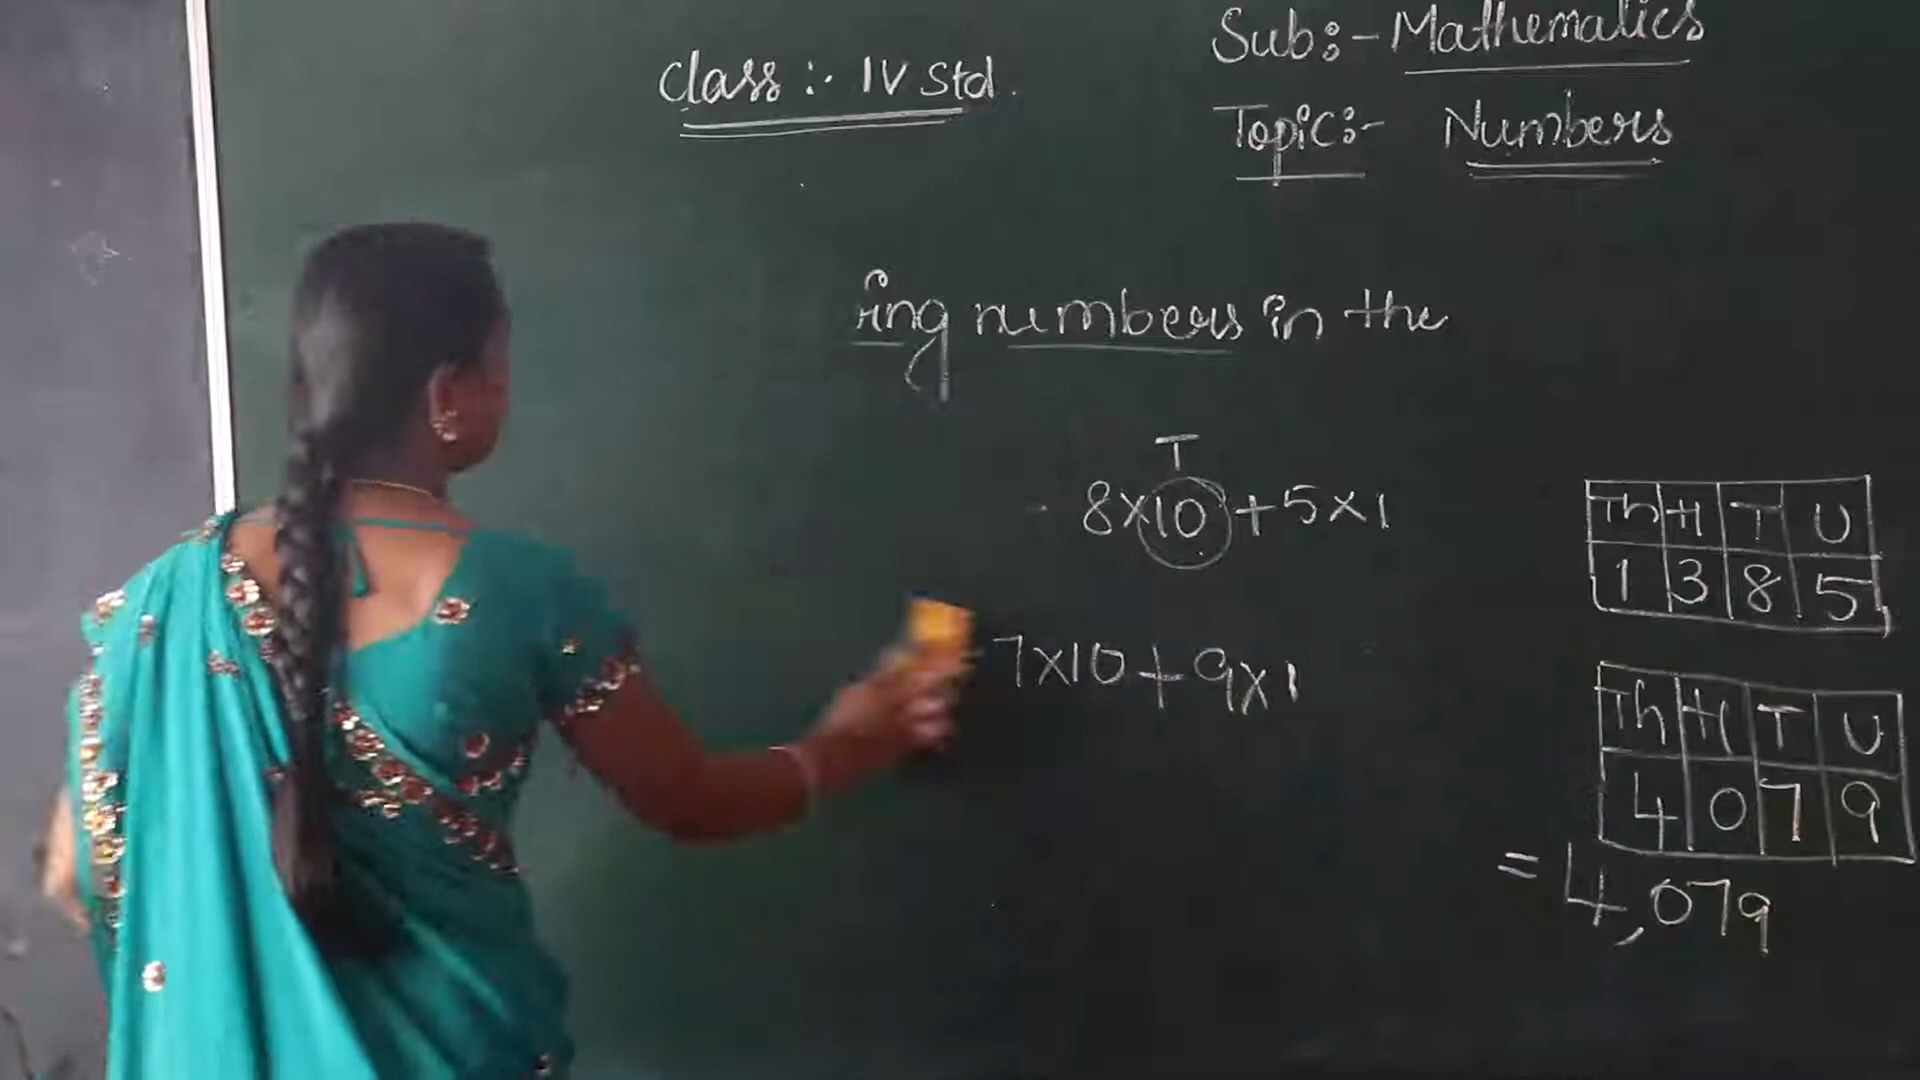 Class :- IV Std.
Sub:- Mathematics
Topic:- Numbers
ing numbers in the
T
8×10+5×1
Th H T U
1 3 8 5
7×10+9×1
Th H T U
4 0 7 9
= 4,079